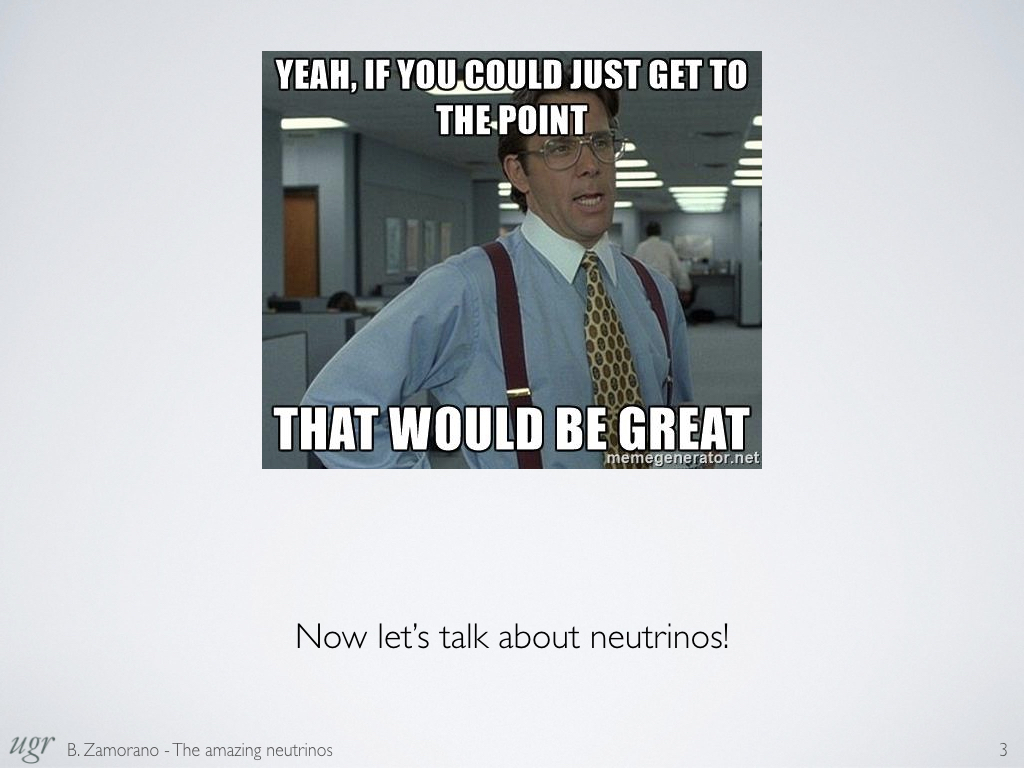 YEAH, IF YOU COULD JUST GET TO
THE POINT
THAT WOULD BE GREAT
memegenerator.net
Now let's talk about neutrinos!
ugr B. Zamorano - The amazing neutrinos 3